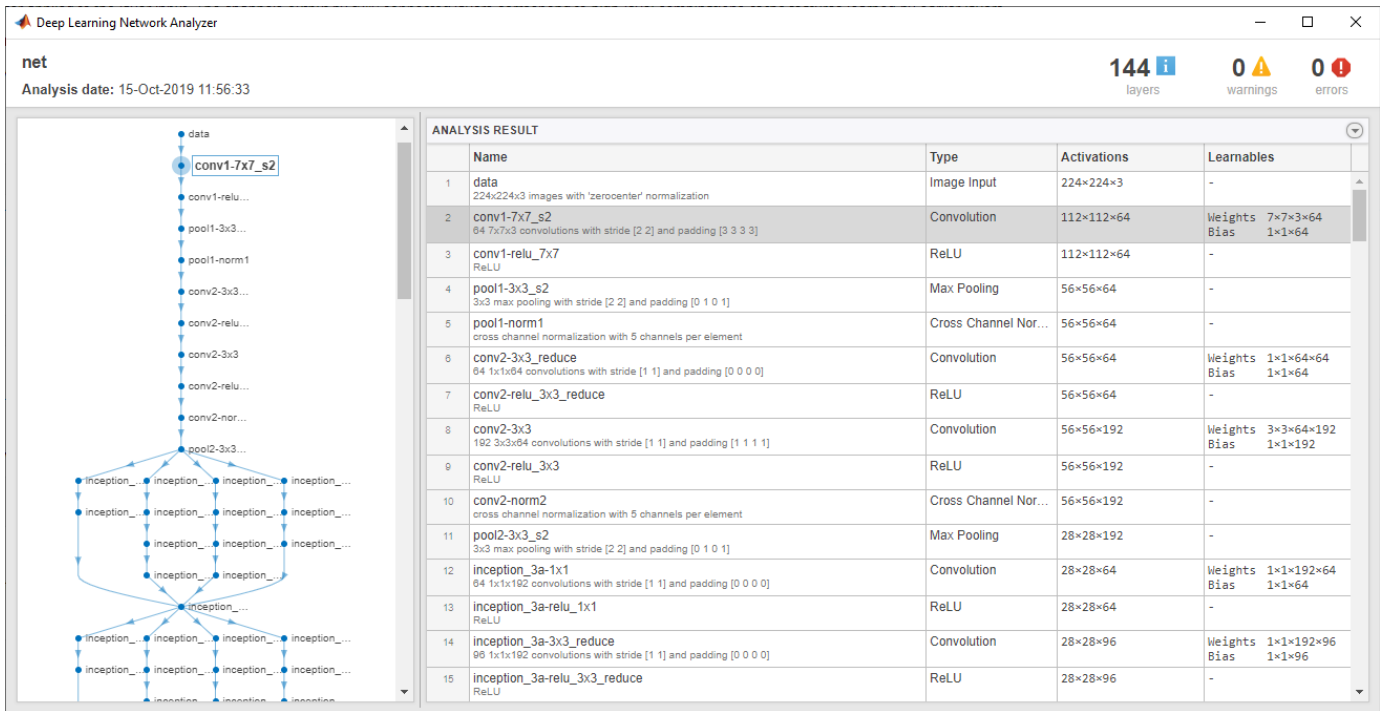 Deep Learning Network Analyzer
net
Analysis date: 15-Oct-2019 11:56:33
144
layers
0
warnings
0
errors
data
conv1-7x7_s2
conv1-relu...
pool1-3x3...
pool1-norm1
conv2-3x3...
conv2-relu...
conv2-3x3
conv2-relu...
conv2-nor...
pool2-3x3...
inception_... inception_... inception_... inception_...
inception_... inception_... inception_... inception_...
inception_... inception_... inception_...
inception_... inception_...
inception_...
inception_... inception_... inception_... inception_...
inception_... inception_... inception_... inception_...
ANALYSIS RESULT
Name Type Activations Learnables
1 data Image Input 224×224×3 -
224x224x3 images with 'zerocenter' normalization
2 conv1-7x7_s2 Convolution 112×112×64 Weights 7×7×3×64
64 7x7x3 convolutions with stride [2 2] and padding [3 3 3 3] Bias 1×1×64
3 conv1-relu_7x7 ReLU 112×112×64 -
ReLU
4 pool1-3x3_s2 Max Pooling 56×56×64 -
3x3 max pooling with stride [2 2] and padding [0 1 0 1]
5 pool1-norm1 Cross Channel Nor... 56×56×64 -
cross channel normalization with 5 channels per element
6 conv2-3x3_reduce Convolution 56×56×64 Weights 1×1×64×64
64 1x1x64 convolutions with stride [1 1] and padding [0 0 0 0] Bias 1×1×64
7 conv2-relu_3x3_reduce ReLU 56×56×64 -
ReLU
8 conv2-3x3 Convolution 56×56×192 Weights 3×3×64×192
192 3x3x64 convolutions with stride [1 1] and padding [1 1 1 1] Bias 1×1×192
9 conv2-relu_3x3 ReLU 56×56×192 -
ReLU
10 conv2-norm2 Cross Channel Nor... 56×56×192 -
cross channel normalization with 5 channels per element
11 pool2-3x3_s2 Max Pooling 28×28×192 -
3x3 max pooling with stride [2 2] and padding [0 1 0 1]
12 inception_3a-1x1 Convolution 28×28×64 Weights 1×1×192×64
64 1x1x192 convolutions with stride [1 1] and padding [0 0 0 0] Bias 1×1×64
13 inception_3a-relu_1x1 ReLU 28×28×64 -
ReLU
14 inception_3a-3x3_reduce Convolution 28×28×96 Weights 1×1×192×96
96 1x1x192 convolutions with stride [1 1] and padding [0 0 0 0] Bias 1×1×96
15 inception_3a-relu_3x3_reduce ReLU 28×28×96 -
ReLU